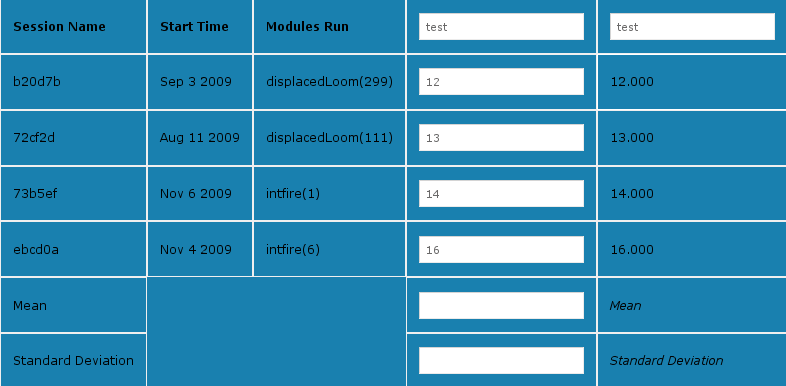 Session Name Start Time Modules Run test test
b20d7b Sep 3 2009 displacedLoom(299) 12 12.000
72cf2d Aug 11 2009 displacedLoom(111) 13 13.000
73b5ef Nov 6 2009 intfire(1) 14 14.000
ebcd0a Nov 4 2009 intfire(6) 16 16.000
Mean Mean
Standard Deviation Standard Deviation